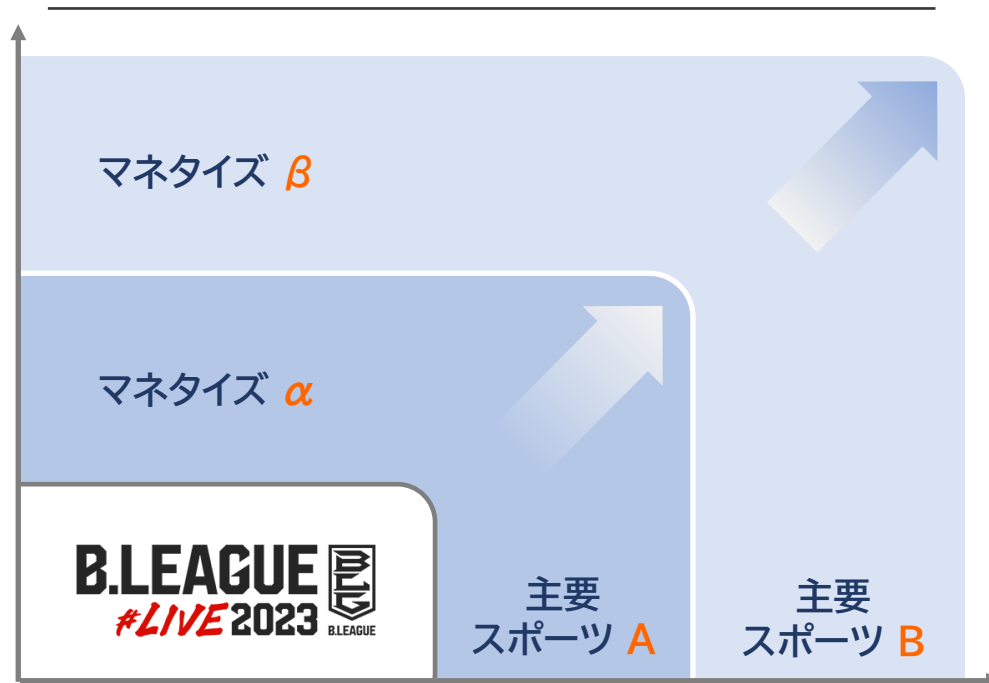 マネタイズ β
マネタイズ α
B.LEAGUE
#LIVE 2023
BLG
B.LEAGUE
主要
スポーツ A
主要
スポーツ B